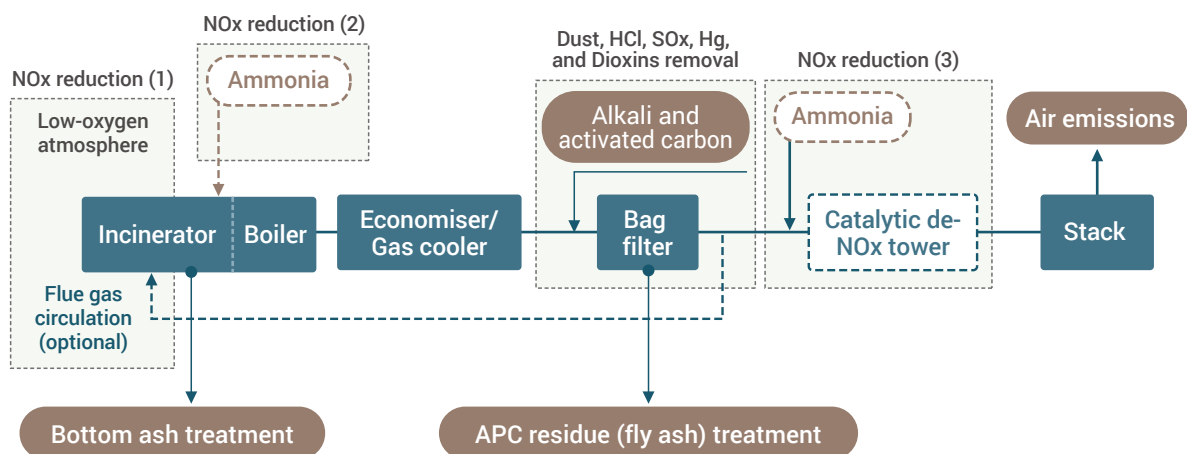 NOx reduction (1)
Low-oxygen
atmosphere
NOx reduction (2)
Ammonia
Dust, HCl, SOx, Hg,
and Dioxins removal
Alkali and
activated carbon
NOx reduction (3)
Ammonia
Air emissions
Incinerator
Boiler
Economiser/
Gas cooler
Bag
filter
Catalytic de-
NOx tower
Stack
Flue gas
circulation
(optional)
Bottom ash treatment
APC residue (fly ash) treatment